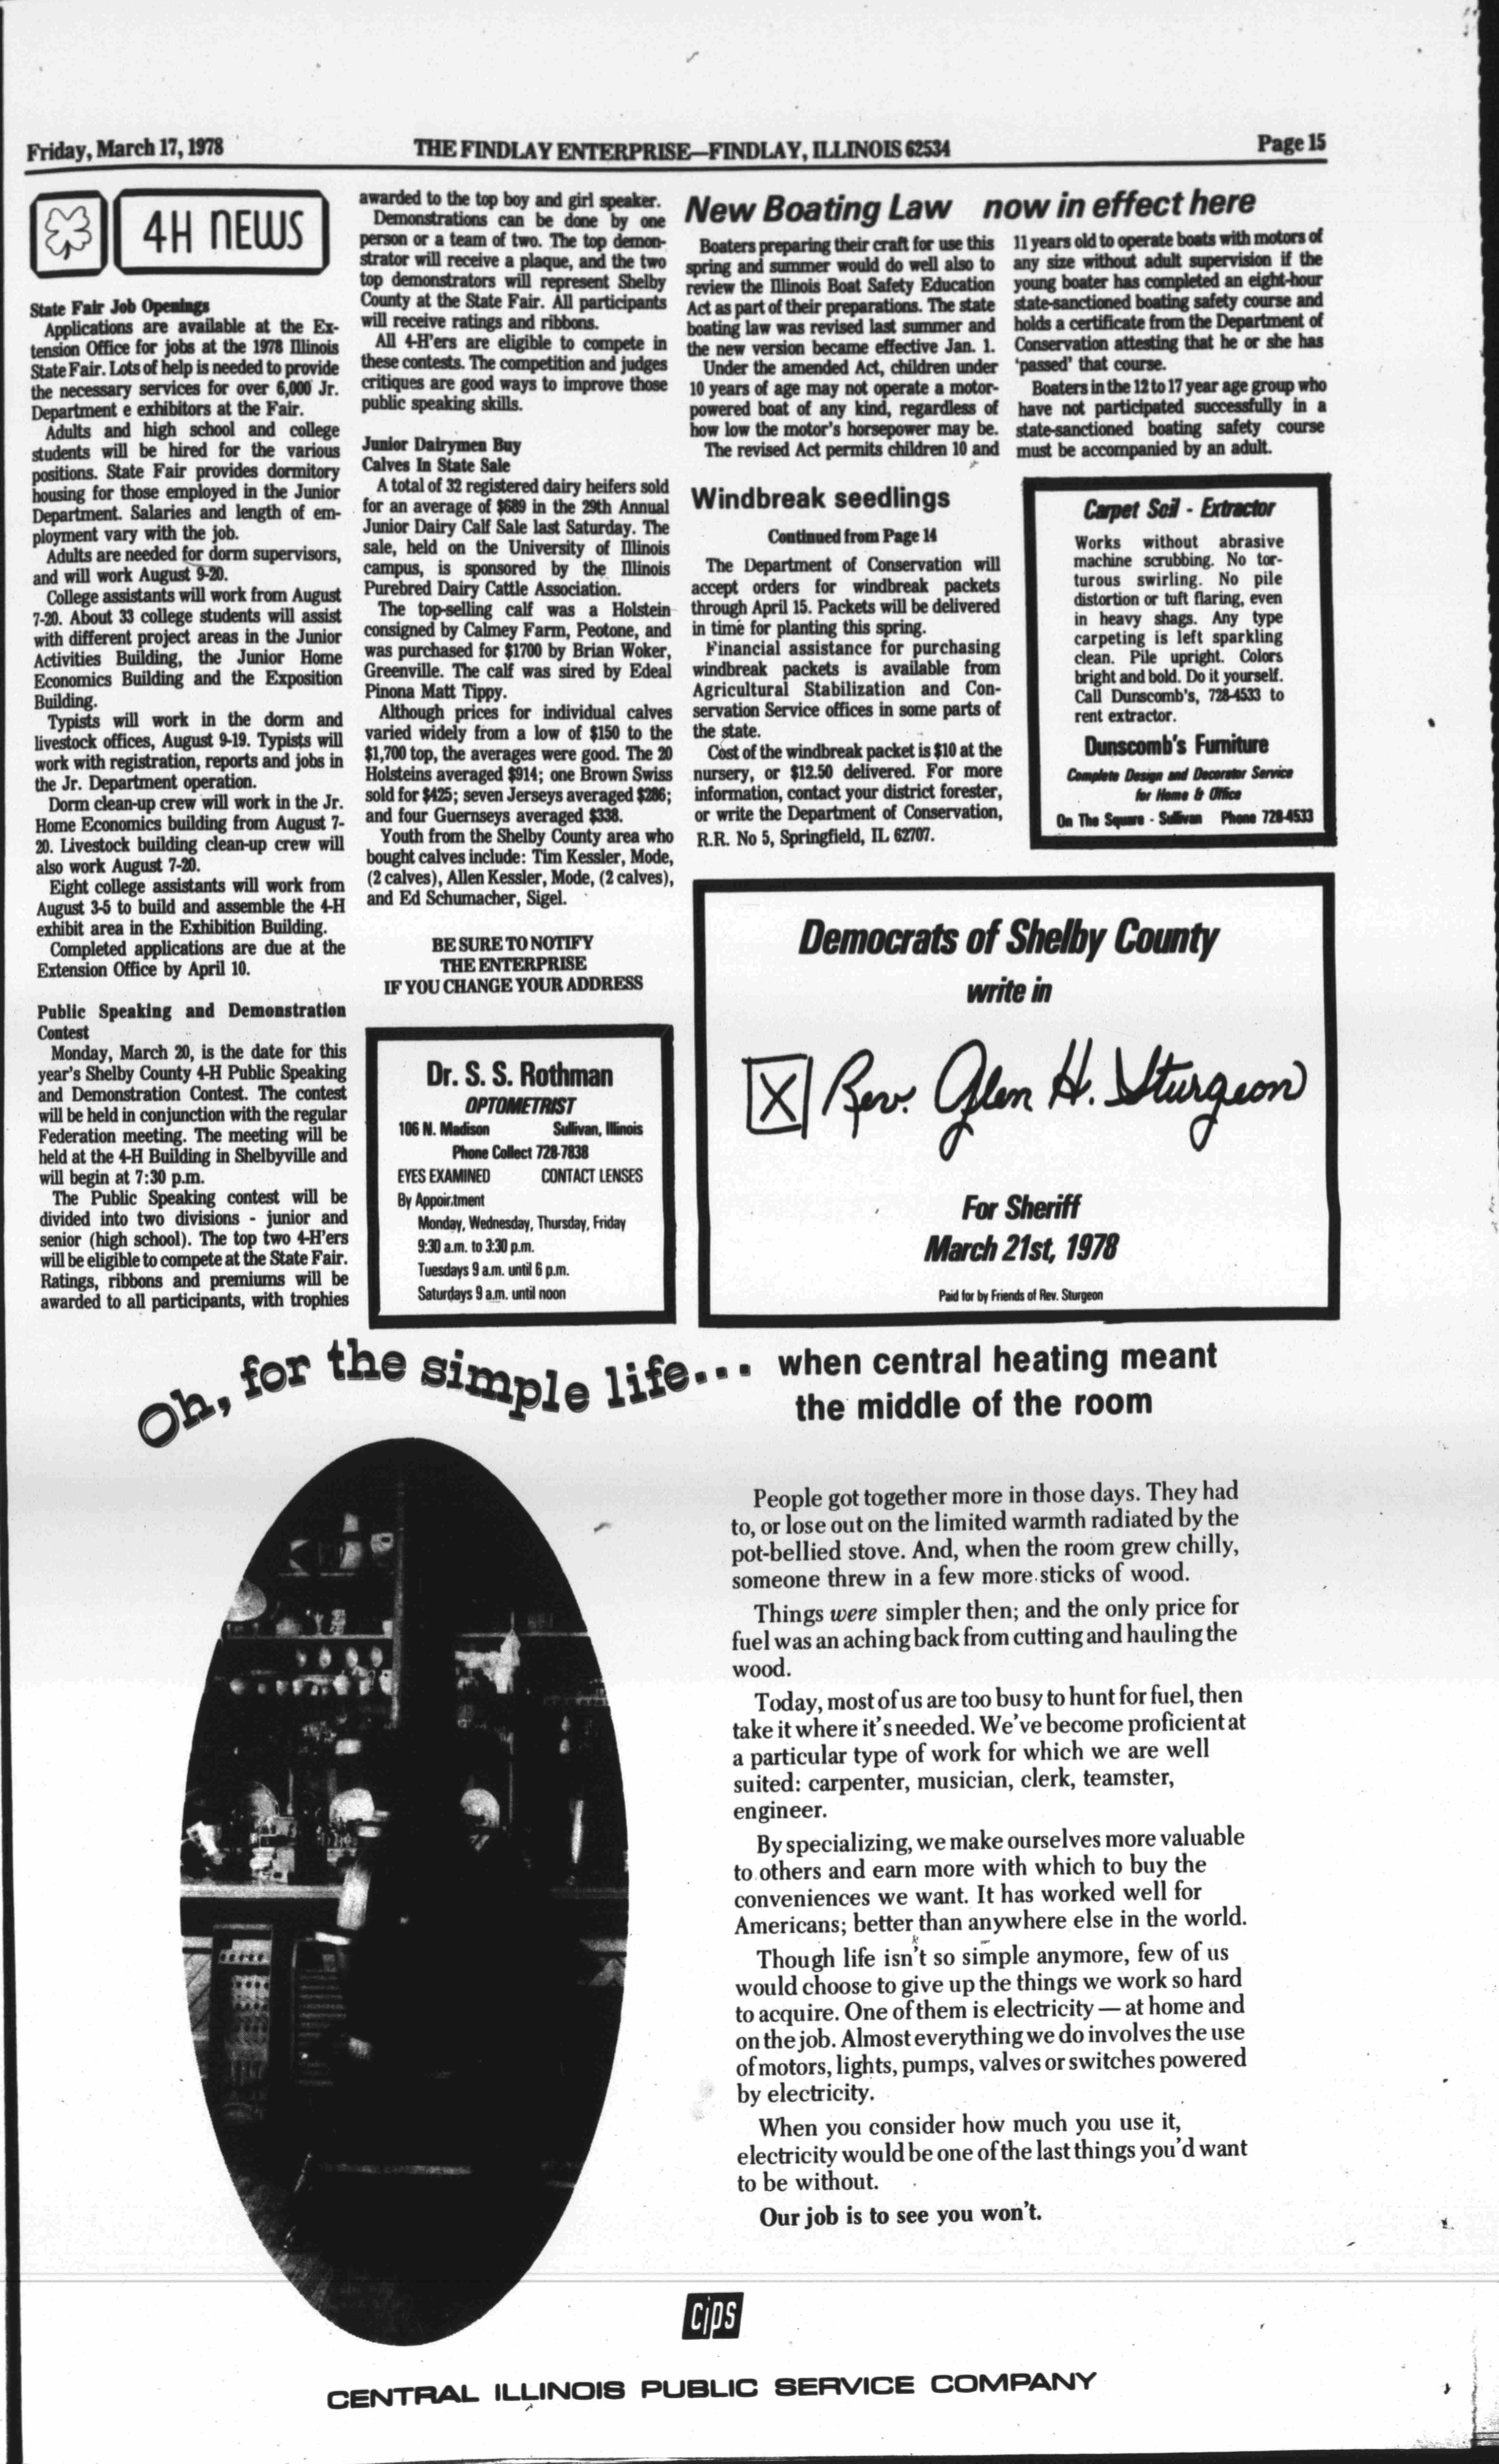 Friday, March 17, 1978
THE FINDLAY ENTERPRISE—FINDLAY, ILLINOIS 62534
Page 15
4H NEWS
State Fair Job Openings
Applications are available at the Ex-
tension Office for jobs at the 1978 Illinois
State Fair. Lots of help is needed to provide
the necessary services for over 6,000 Jr.
Department e exhibitors at the Fair.
Adults and high school and college
students will be hired for the various
positions. State Fair provides dormitory
housing for those employed in the Junior
Department. Salaries and length of em-
ployment vary with the job.
Adults are needed for dorm supervisors,
and will work August 9-20.
College assistants will work from August
7-20. About 33 college students will assist
with different project areas in the Junior
Activities Building, the Junior Home
Economics Building and the Exposition
Building.
Typists will work in the dorm and
livestock offices, August 9-19. Typists will
work with registration, reports and jobs in
the Jr. Department operation.
Dorm clean-up crew will work in the Jr.
Home Economics building from August 7-
20. Livestock building clean-up crew will
also work August 7-20.
Eight college assistants will work from
August 3-5 to build and assemble the 4-H
exhibit area in the Exhibition Building.
Completed applications are due at the
Extension Office by April 10.
Public Speaking and Demonstration
Contest
Monday, March 20, is the date for this
year's Shelby County 4-H Public Speaking
and Demonstration Contest. The contest
will be held in conjunction with the regular
Federation meeting. The meeting will be
held at the 4-H Building in Shelbyville and
will begin at 7:30 p.m.
The Public Speaking contest will be
divided into two divisions - junior and
senior (high school). The top two 4-H'ers
will be eligible to compete at the State Fair.
Ratings, ribbons and premiums will be
awarded to all participants, with trophies
awarded to the top boy and girl speaker.
Demonstrations can be done by one
person or a team of two. The top demon-
strator will receive a plaque, and the two
top demonstrators will represent Shelby
County at the State Fair. All participants
will receive ratings and ribbons.
All 4-H'ers are eligible to compete in
these contests. The competition and judges
critiques are good ways to improve those
public speaking skills.
Junior Dairymen Buy
Calves In State Sale
A total of 32 registered dairy heifers sold
for an average of $689 in the 29th Annual
Junior Dairy Calf Sale last Saturday. The
sale, held on the University of Illinois
campus, is sponsored by the Illinois
Purebred Dairy Cattle Association.
The top-selling calf was a Holstein
consigned by Calmey Farm, Peotone, and
was purchased for $1700 by Brian Woker,
Greenville. The calf was sired by Edeal
Pinona Matt Tippy.
Although prices for individual calves
varied widely from a low of $150 to the
$1,700 top, the averages were good. The 20
Holsteins averaged $914; one Brown Swiss
sold for $425; seven Jerseys averaged $286;
and four Guernseys averaged $338.
Youth from the Shelby County area who
bought calves include: Tim Kessler, Mode,
(2 calves), Allen Kessler, Mode, (2 calves),
and Ed Schumacher, Sigel.
BE SURE TO NOTIFY
THE ENTERPRISE
IF YOU CHANGE YOUR ADDRESS
Dr. S. S. Rothman
OPTOMETRIST
106 N. Madison Sullivan, Illinois
Phone Collect 728-7838
EYES EXAMINED CONTACT LENSES
By Appointment
Monday, Wednesday, Thursday, Friday
9:30 a.m. to 3:30 p.m.
Tuesdays 9 a.m. until 6 p.m.
Saturdays 9 a.m. until noon
New Boating Law now in effect here
Boaters preparing their craft for use this
spring and summer would do well also to
review the Illinois Boat Safety Education
Act as part of their preparations. The state
boating law was revised last summer and
the new version became effective Jan. 1.
Under the amended Act, children under
10 years of age may not operate a motor-
powered boat of any kind, regardless of
how low the motor's horsepower may be.
The revised Act permits children 10 and
11 years old to operate boats with motors of
any size without adult supervision if the
young boater has completed an eight-hour
state-sanctioned boating safety course and
holds a certificate from the Department of
Conservation attesting that he or she has
'passed' that course.
Boaters in the 12 to 17 year age group who
have not participated successfully in a
state-sanctioned boating safety course
must be accompanied by an adult.
Windbreak seedlings
Continued from Page 14
The Department of Conservation will
accept orders for windbreak packets
through April 15. Packets will be delivered
in time for planting this spring.
Financial assistance for purchasing
windbreak packets is available from
Agricultural Stabilization and Con-
servation Service offices in some parts of
the state.
Cost of the windbreak packet is $10 at the
nursery, or $12.50 delivered. For more
information, contact your district forester,
or write the Department of Conservation,
R.R. No 5, Springfield, IL 62707.
Carpet Soil - Extractor
Works without abrasive
machine scrubbing. No tor-
turous swirling. No pile
distortion or tuft flaring, even
in heavy shags. Any type
carpeting is left sparkling
clean. Pile upright. Colors
bright and bold. Do it yourself.
Call Dunscomb's, 728-4533 to
rent extractor.
Dunscomb's Furniture
Complete Design and Decorator Service
for Home & Office
On The Square - Sullivan Phone 728-4533
Democrats of Shelby County
write in
X Rev. Glen H. Sturgeon
For Sheriff
March 21st, 1978
Paid for by Friends of Rev. Sturgeon
Oh, for the simple life... when central heating meant
the middle of the room
People got together more in those days. They had
to, or lose out on the limited warmth radiated by the
pot-bellied stove. And, when the room grew chilly,
someone threw in a few more sticks of wood.
Things were simpler then; and the only price for
fuel was an aching back from cutting and hauling the
wood.
Today, most of us are too busy to hunt for fuel, then
take it where it's needed. We've become proficient at
a particular type of work for which we are well
suited: carpenter, musician, clerk, teamster,
engineer.
By specializing, we make ourselves more valuable
to others and earn more with which to buy the
conveniences we want. It has worked well for
Americans; better than anywhere else in the world.
Though life isn't so simple anymore, few of us
would choose to give up the things we work so hard
to acquire. One of them is electricity — at home and
on the job. Almost everything we do involves the use
of motors, lights, pumps, valves or switches powered
by electricity.
When you consider how much you use it,
electricity would be one of the last things you'd want
to be without.
Our job is to see you won't.
CIPS
CENTRAL ILLINOIS PUBLIC SERVICE COMPANY